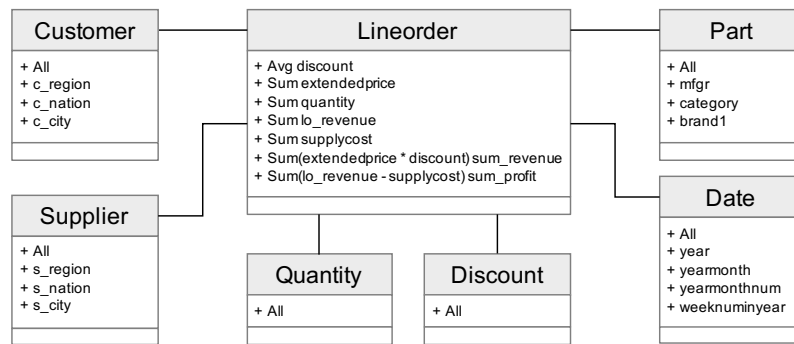 Customer
+ All
+ c_region
+ c_nation
+ c_city
Lineorder
+ Avg discount
+ Sum extendedprice
+ Sum quantity
+ Sum lo_revenue
+ Sum supplycost
+ Sum(extendedprice * discount) sum_revenue
+ Sum(lo_revenue - supplycost) sum_profit
Part
+ All
+ mfgr
+ category
+ brand1
Supplier
+ All
+ s_region
+ s_nation
+ s_city
Quantity
+ All
Discount
+ All
Date
+ All
+ year
+ yearmonth
+ yearmonthnum
+ weeknuminyear